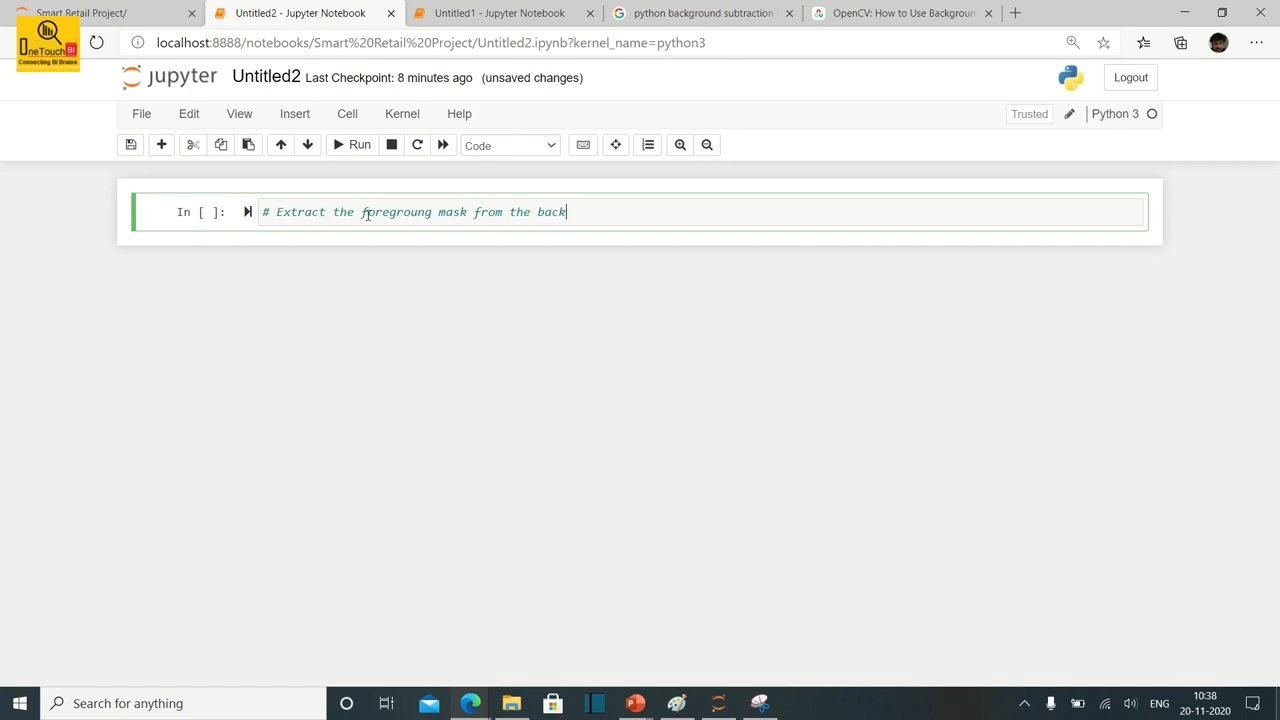 Smart Retail Project/
Untitled2 - Jupyter Notebook
Untitled2 - Jupyter Notebook
python background subtraction -
OpenCV: How to Use Backgroun
neTouch BI
Connecting BI Brains
localhost:8888/notebooks/Smart%20Retail%20Project/Untitled2.ipynb?kernel_name=python3
jupyter Untitled2 Last Checkpoint: 8 minutes ago (unsaved changes)
Logout
File Edit View Insert Cell Kernel Help
Trusted
Python 3
Run
Code
In [ ]: # Extract the foregroung mask from the back
Search for anything
10:38
20-11-2020